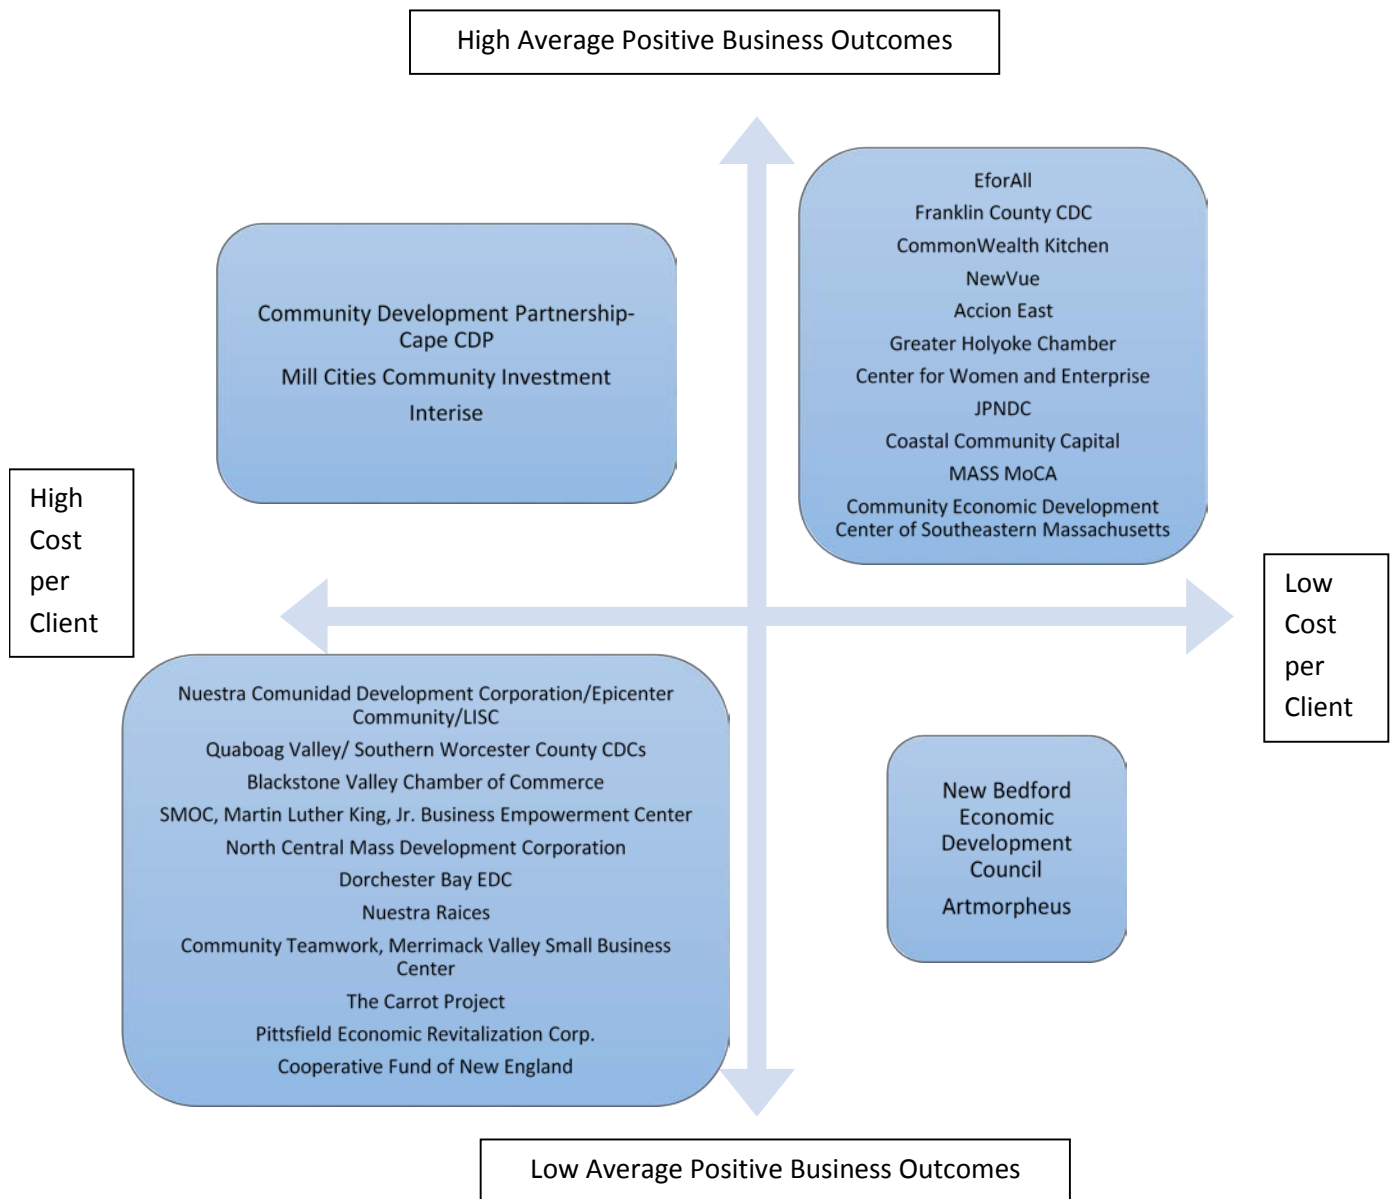 High Average Positive Business Outcomes
EforAll
Franklin County CDC
CommonWealth Kitchen
NewVue
Accion East
Greater Holyoke Chamber
Center for Women and Enterprise
JPNDC
Coastal Community Capital
MASS MoCA
Community Economic Development
Center of Southeastern Massachusetts
Community Development Partnership-
Cape CDP
Mill Cities Community Investment
Interise
High
Cost
per
Client
Low
Cost
per
Client
Nuestra Comunidad Development Corporation/Epicenter
Community/LISC
Quaboag Valley/ Southern Worcester County CDCs
Blackstone Valley Chamber of Commerce
SMOC, Martin Luther King, Jr. Business Empowerment Center
North Central Mass Development Corporation
Dorchester Bay EDC
Nuestra Raices
Community Teamwork, Merrimack Valley Small Business
Center
The Carrot Project
Pittsfield Economic Revitalization Corp.
Cooperative Fund of New England
New Bedford
Economic
Development
Council
Artmorpheus
Low Average Positive Business Outcomes